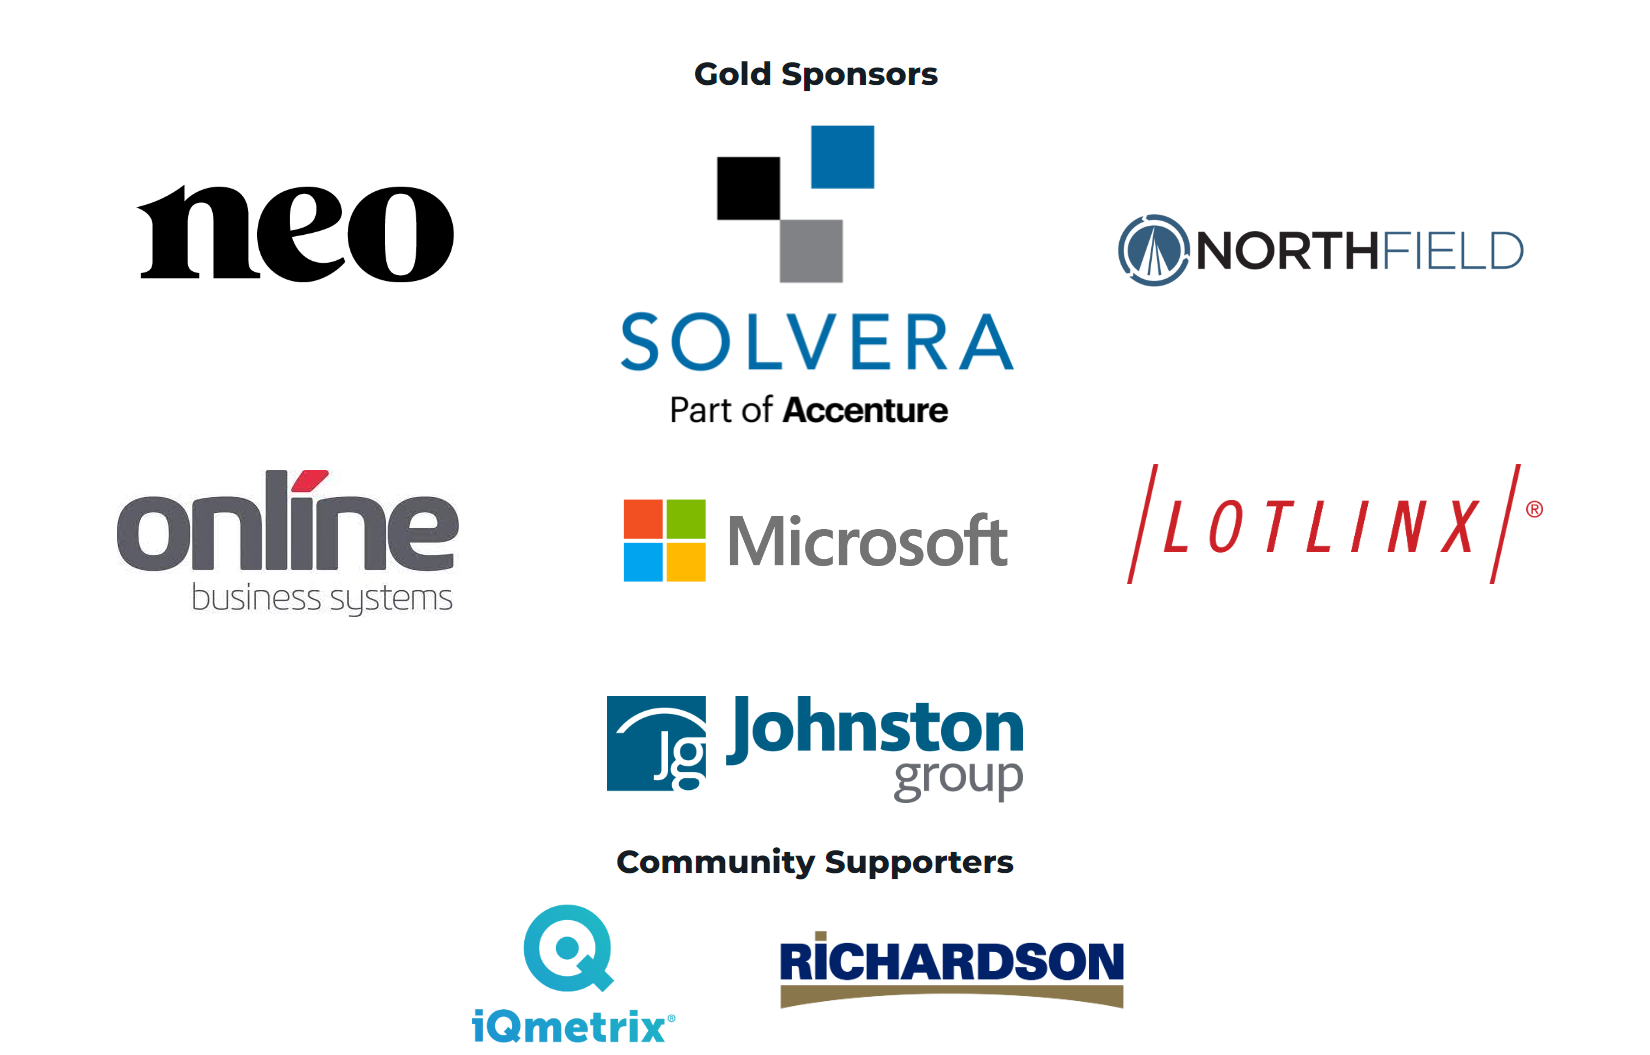 Gold Sponsors
neo
SOLVERA
Part of Accenture
NORTHFIELD
online
business systems
Microsoft
/LOTLINX/®
Jg
Johnston
group
Community Supporters
iQmetrix®
RiCHARDSON